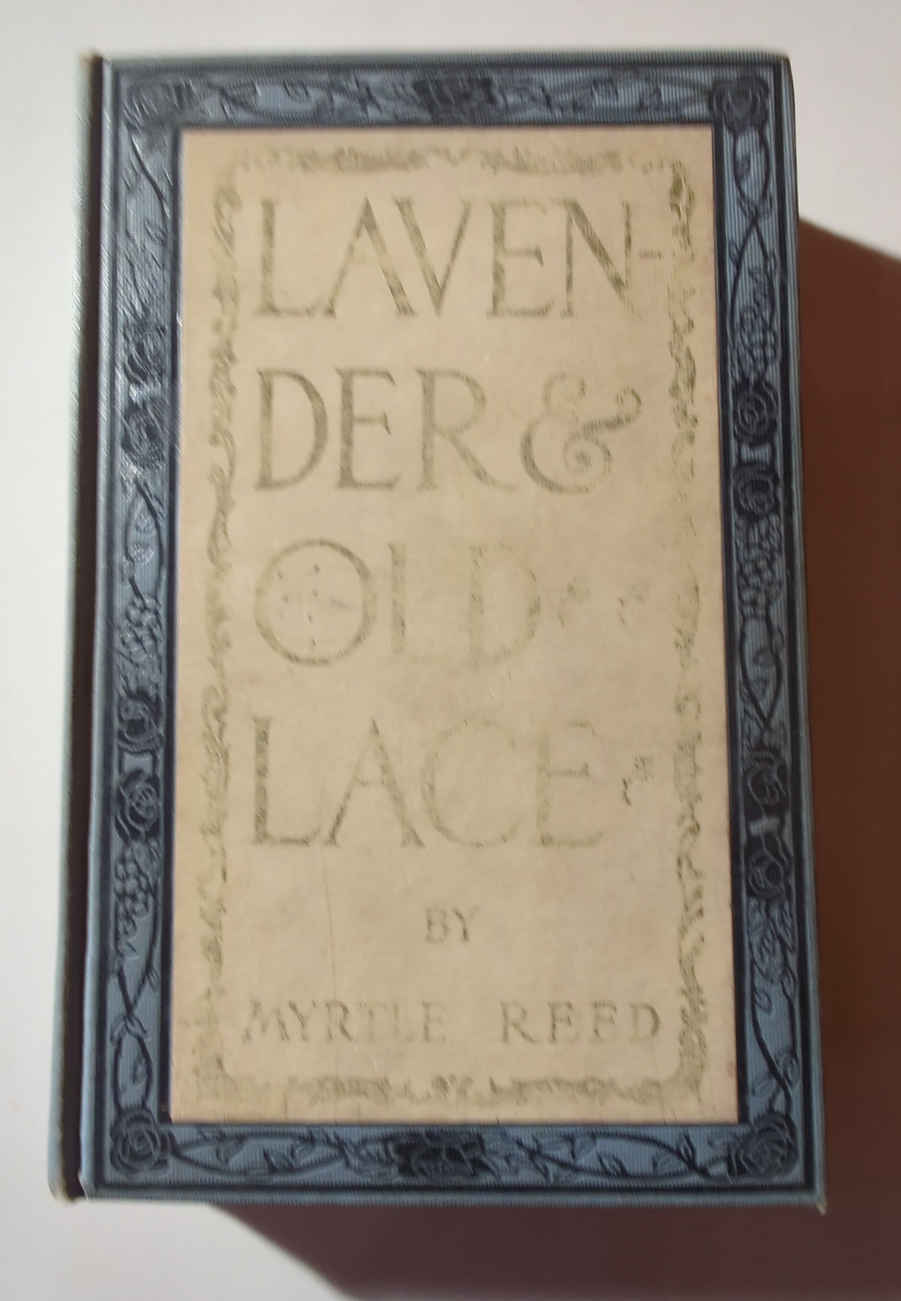 LAVEN-
DER &
OLD
LACE
BY
MYRTLE REED